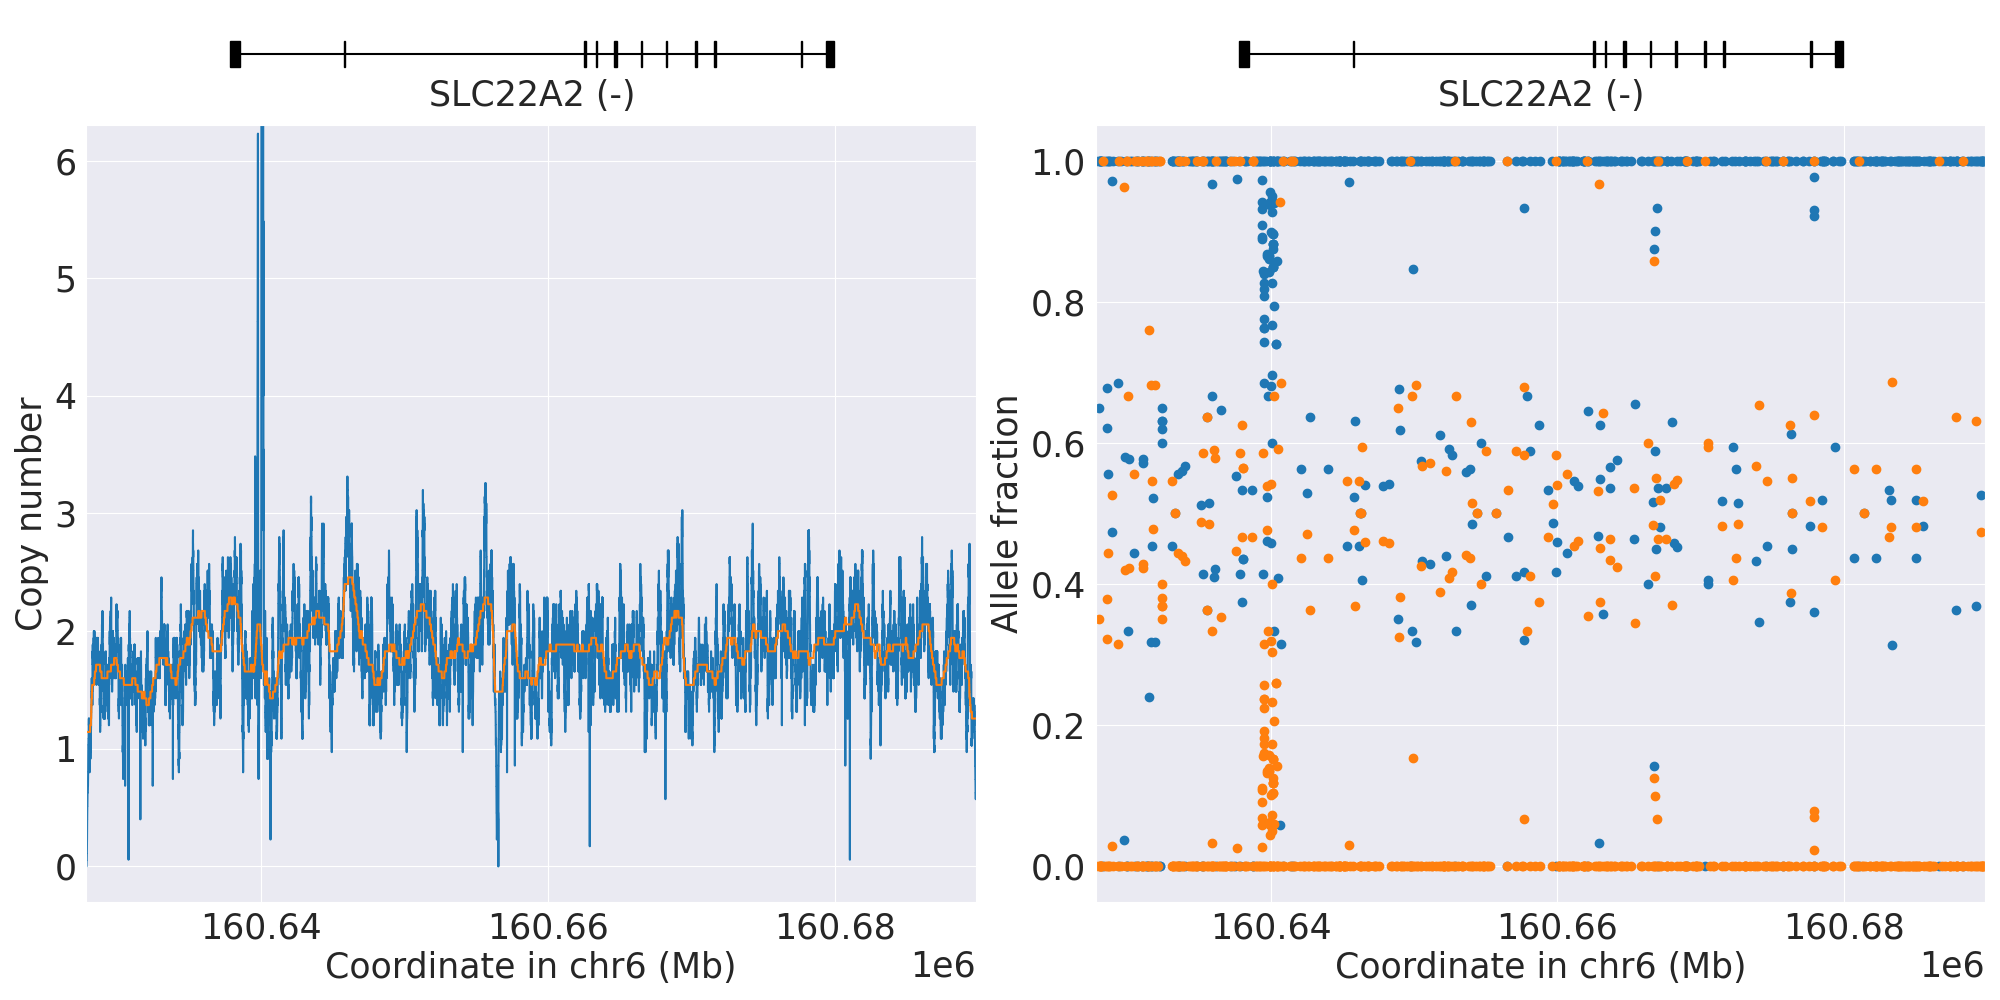 SLC22A2 (-)
6
5
4
3
2
1
0
Copy number
160.64
160.66
160.68
Coordinate in chr6 (Mb)
1e6
SLC22A2 (-)
1.0
0.8
0.6
0.4
0.2
0.0
Allele fraction
160.64
160.66
160.68
Coordinate in chr6 (Mb)
1e6